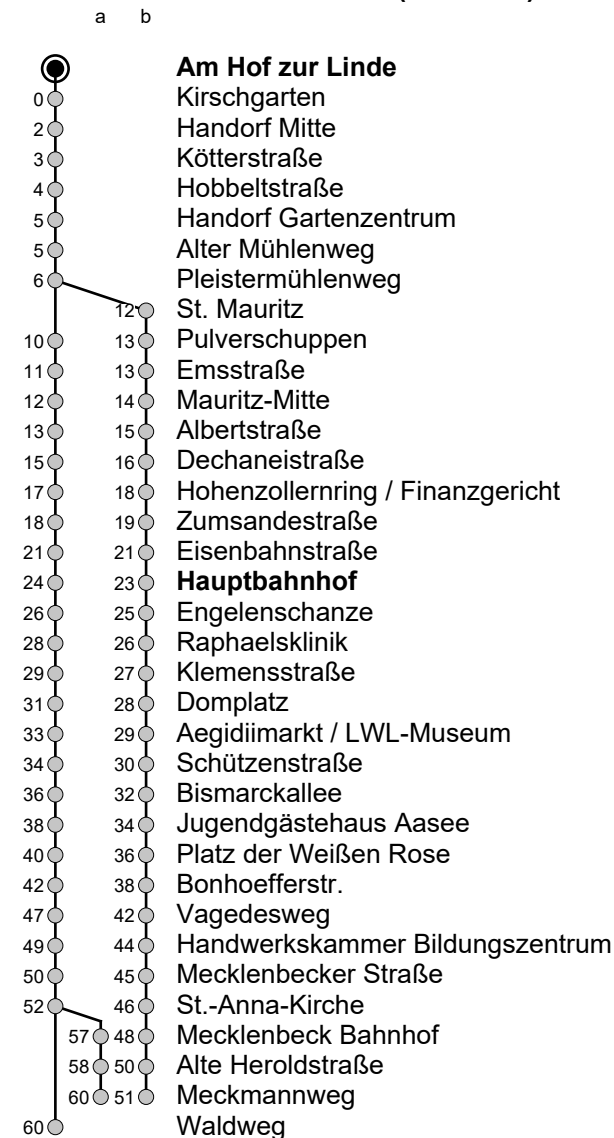 a b
Am Hof zur Linde
0 Kirschgarten
2 Handorf Mitte
3 Kötterstraße
4 Hobbeltstraße
5 Handorf Gartenzentrum
5 Alter Mühlenweg
6 Pleistermühlenweg
12 St. Mauritz
10 13 Pulverschuppen
11 13 Emsstraße
12 14 Mauritz-Mitte
13 15 Albertstraße
15 16 Dechaneistraße
17 18 Hohenzollernring / Finanzgericht
18 19 Zumsandestraße
21 21 Eisenbahnstraße
24 23 Hauptbahnhof
26 25 Engelenschanze
28 26 Raphaelsklinik
29 27 Klemensstraße
31 28 Domplatz
33 29 Aegidiimarkt / LWL-Museum
34 30 Schützenstraße
36 32 Bismarckallee
38 34 Jugendgästehaus Aasee
40 36 Platz der Weißen Rose
42 38 Bonhoefferstr.
47 42 Vagedesweg
49 44 Handwerkskammer Bildungszentrum
50 45 Mecklenbecker Straße
52 46 St.-Anna-Kirche
57 48 Mecklenbeck Bahnhof
58 50 Alte Heroldstraße
60 51 Meckmannweg
60 Waldweg